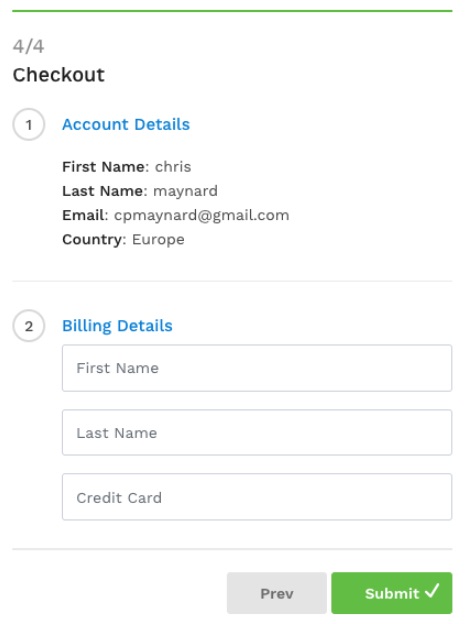 4/4
Checkout
1 Account Details
First Name: chris
Last Name: maynard
Email: cpmaynard@gmail.com
Country: Europe
2 Billing Details
First Name
Last Name
Credit Card
Prev Submit